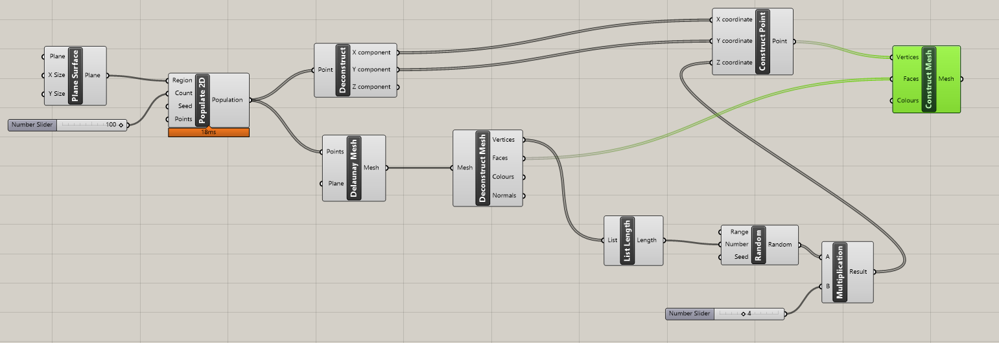 Plane
X Size
Y Size
Plane Surface
Plane
Number Slider 100
Region
Count
Seed
Points
Populate 2D
Population
18ms
Point
Deconstruct
X component
Y component
Z component
Points
Plane
Delaunay Mesh
Mesh
Mesh
Deconstruct Mesh
Vertices
Faces
Colours
Normals
List
List Length
Length
Range
Number
Seed
Random
Random
Number Slider 4
A
B
Multiplication
Result
X coordinate
Y coordinate
Z coordinate
Construct Point
Point
Vertices
Faces
Colours
Construct Mesh
Mesh